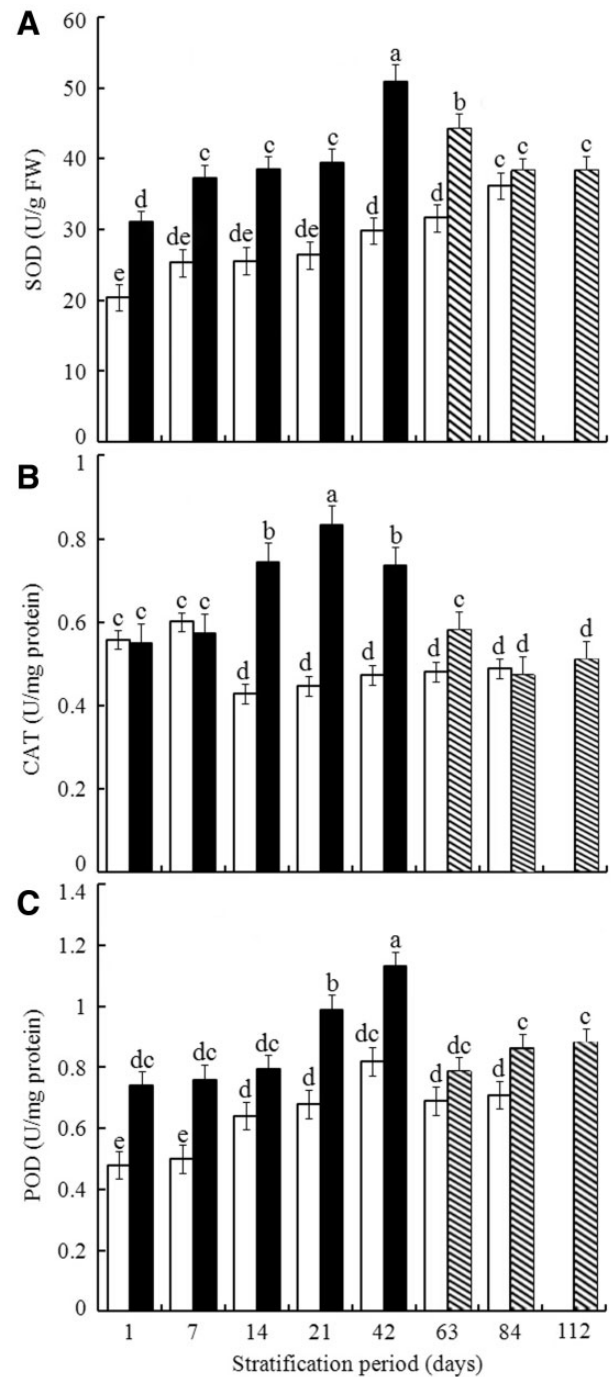 A
60
50
40
30
20
10
0
SOD (U/g FW)
e d de c de c de c d a d b c c c
B
1
0.8
0.6
0.4
0.2
0
CAT (U/mg protein)
c c c c d b d a d b d c d d d
C
1.4
1.2
1
0.8
0.6
0.4
0.2
0
POD (U/mg protein)
e dc e dc d dc d b dc a d dc d c c
1 7 14 21 42 63 84 112
Stratification period (days)